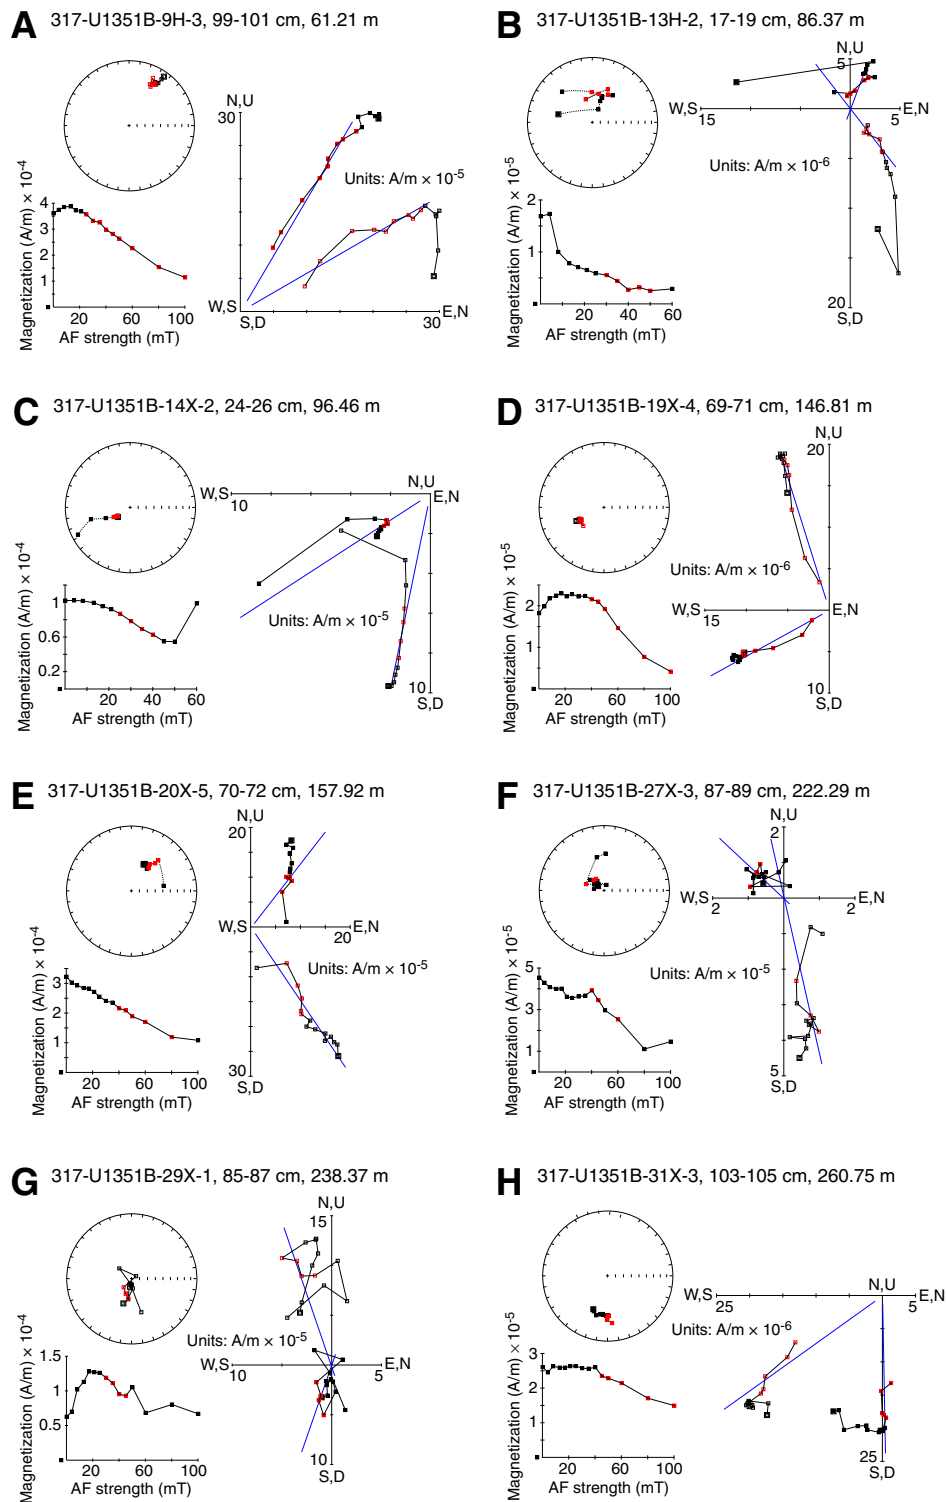 A 317-U1351B-9H-3, 99-101 cm, 61.21 m
N,U
30
Units: A/m × 10-5
W,S
S,D
30
E,N
Magnetization (A/m) × 10-4
4
3
2
1
20 60 100
AF strength (mT)
B 317-U1351B-13H-2, 17-19 cm, 86.37 m
N,U
5
W,S
E,N
15
5
Units: A/m × 10-6
20
S,D
Magnetization (A/m) × 10-5
2
1
0
20 40 60
AF strength (mT)
C 317-U1351B-14X-2, 24-26 cm, 96.46 m
N,U
W,S
E,N
10
Units: A/m × 10-5
10
S,D
Magnetization (A/m) × 10-4
1
0.6
0.2
20 40 60
AF strength (mT)
D 317-U1351B-19X-4, 69-71 cm, 146.81 m
N,U
20
Units: A/m × 10-6
W,S
E,N
15
10
S,D
Magnetization (A/m) × 10-5
2
1
20 60 100
AF strength (mT)
E 317-U1351B-20X-5, 70-72 cm, 157.92 m
N,U
20
W,S
20
E,N
Units: A/m × 10-5
30
S,D
Magnetization (A/m) × 10-4
3
2
1
20 60 100
AF strength (mT)
F 317-U1351B-27X-3, 87-89 cm, 222.29 m
N,U
2
W,S
E,N
2
2
Units: A/m × 10-5
5
S,D
Magnetization (A/m) × 10-5
5
3
1
20 60 100
AF strength (mT)
G 317-U1351B-29X-1, 85-87 cm, 238.37 m
N,U
15
Units: A/m × 10-5
W,S
E,N
10
5
10
S,D
Magnetization (A/m) × 10-4
1.5
1
0.5
20 60 100
AF strength (mT)
H 317-U1351B-31X-3, 103-105 cm, 260.75 m
N,U
W,S
E,N
25
5
Units: A/m × 10-6
25
S,D
Magnetization (A/m) × 10-5
3
2
1
20 60 100
AF strength (mT)